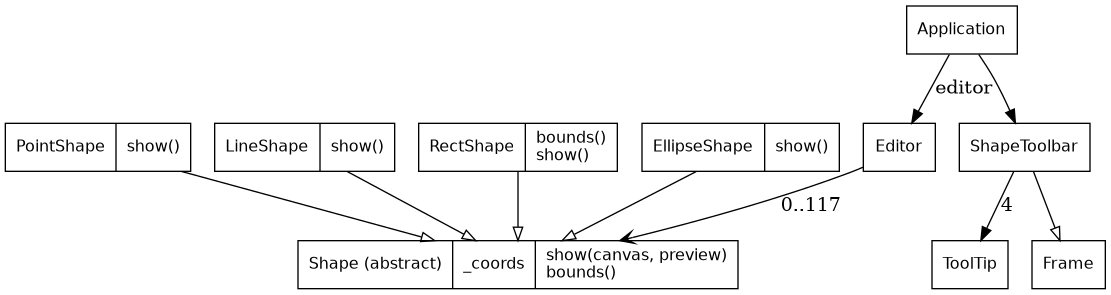 Application
editor
PointShape
show()
LineShape
show()
RectShape
bounds()
show()
EllipseShape
show()
Editor
ShapeToolbar
0..117
4
Shape (abstract)
_coords
show(canvas, preview)
bounds()
ToolTip
Frame